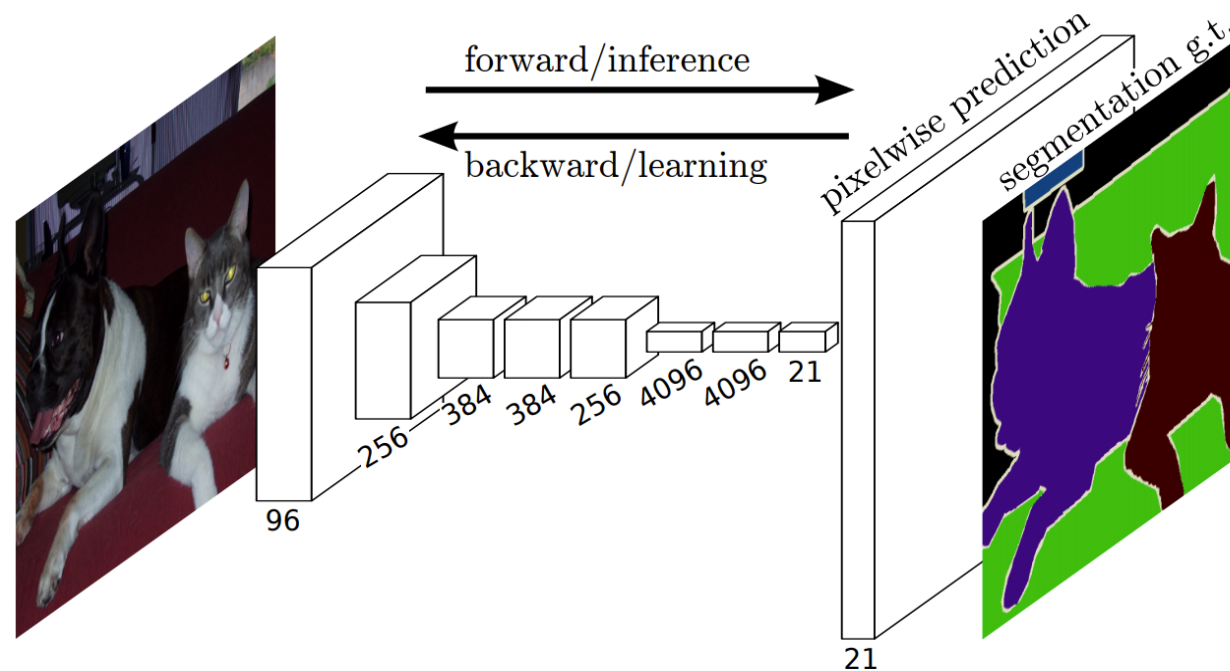 forward/inference
backward/learning
pixelwise prediction
segmentation g.t.
96
256
384
384
256
4096
4096
21
21